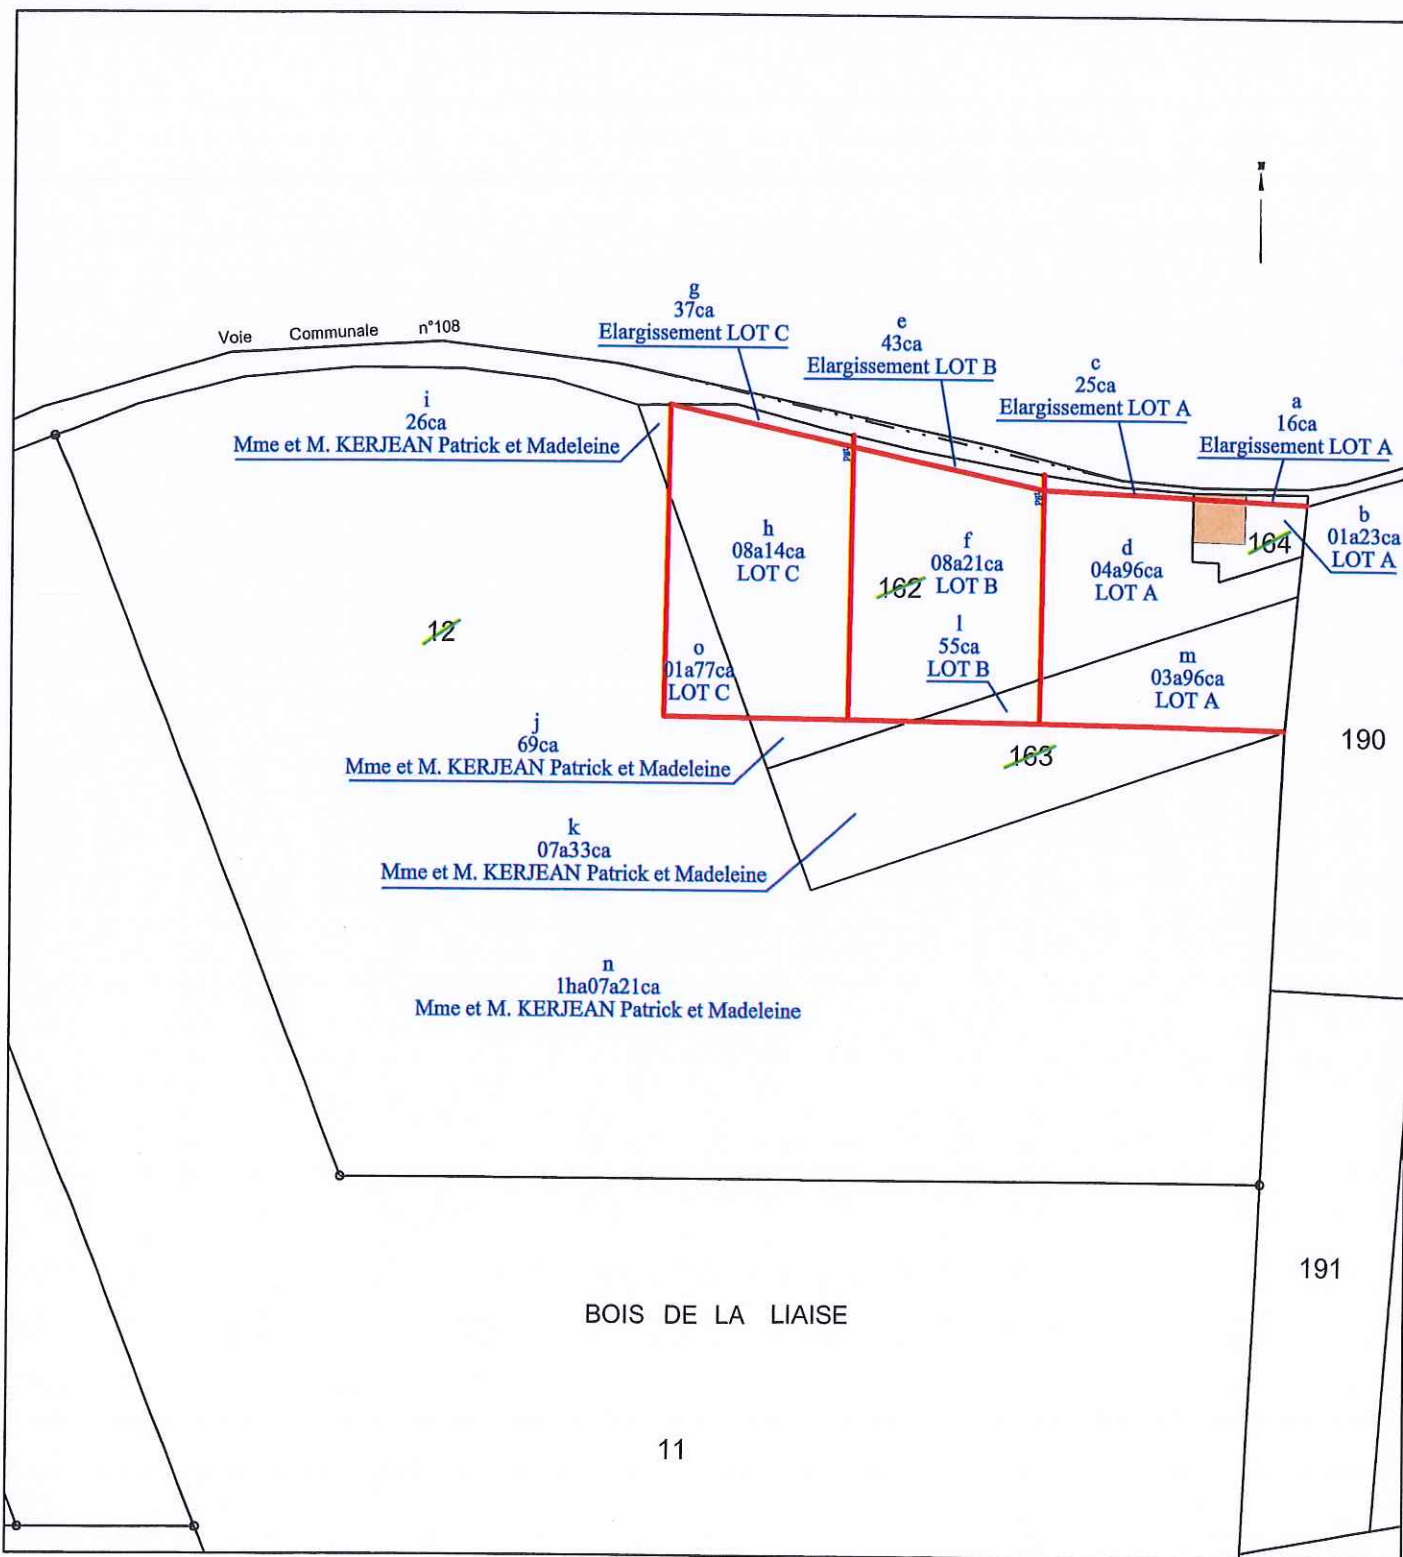 N
g
37ca
Elargissement LOT C
e
43ca
Elargissement LOT B
c
25ca
Elargissement LOT A
a
16ca
Elargissement LOT A
Voie Communale n°108
i
26ca
Mme et M. KERJEAN Patrick et Madeleine
h
08a14ca
LOT C
162
f
08a21ca
LOT B
d
04a96ca
LOT A
164
b
01a23ca
LOT A
12
o
01a77ca
LOT C
l
55ca
LOT B
m
03a96ca
LOT A
j
69ca
Mme et M. KERJEAN Patrick et Madeleine
163
190
k
07a33ca
Mme et M. KERJEAN Patrick et Madeleine
n
1ha07a21ca
Mme et M. KERJEAN Patrick et Madeleine
191
BOIS DE LA LIAISE
11